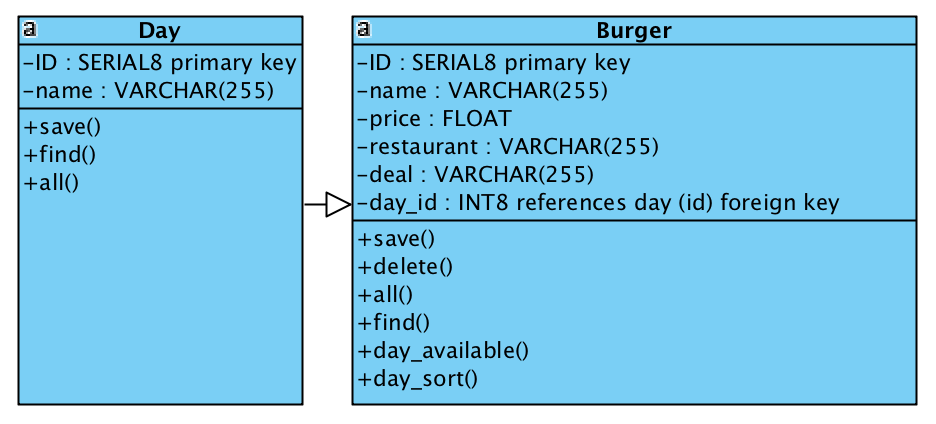 a
Day
-ID : SERIAL8 primary key
-name : VARCHAR(255)
+save()
+find()
+all()
a
Burger
-ID : SERIAL8 primary key
-name : VARCHAR(255)
-price : FLOAT
-restaurant : VARCHAR(255)
-deal : VARCHAR(255)
-day_id : INT8 references day (id) foreign key
+save()
+delete()
+all()
+find()
+day_available()
+day_sort()